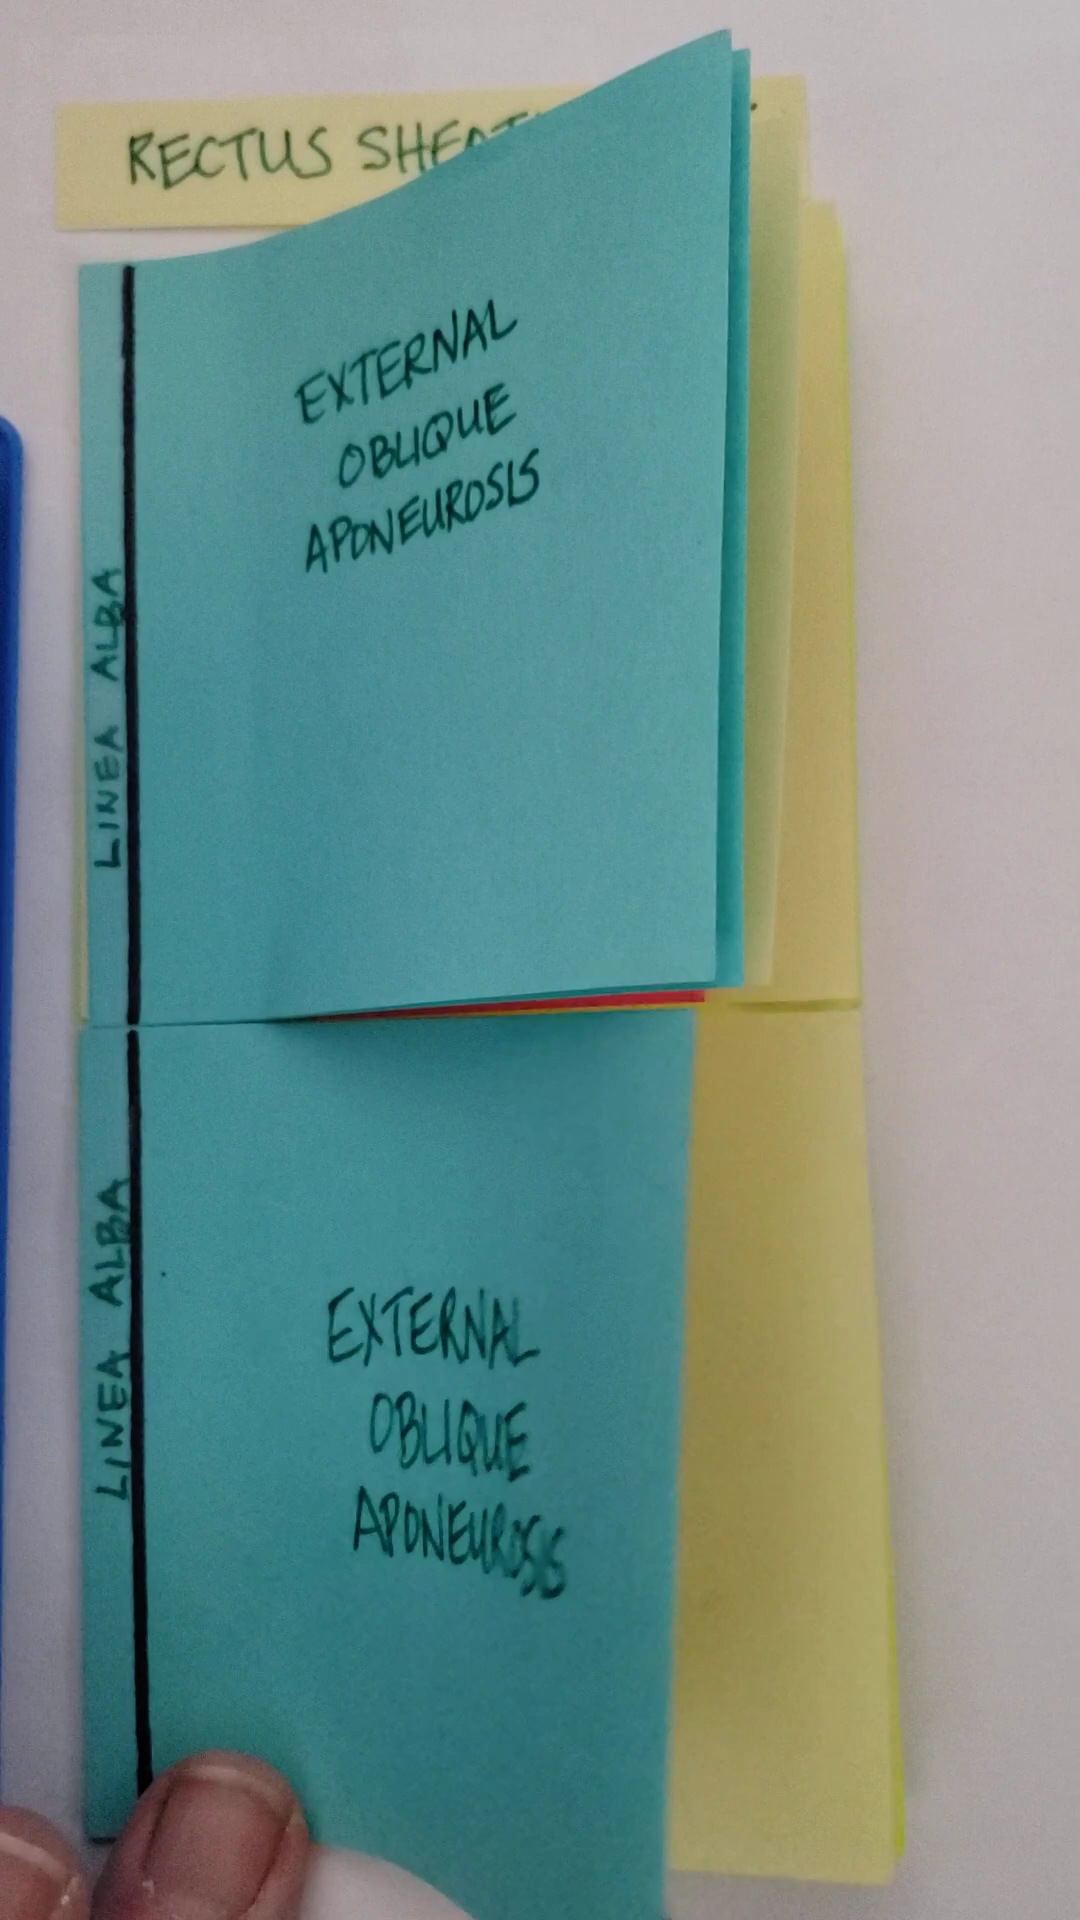 RECTUS
EXTERNAL
OBLIQUE
APONEUROSIS
LINEA ALBA
EXTERNAL
OBLIQUE
APONEUROSIS
LINEA ALBA